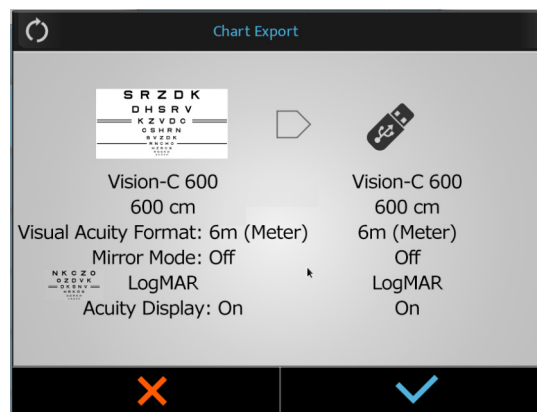 Chart Export
S R Z D K
D H S R V
K Z V D C
C S H R N
S V Z D K
Vision-C 600
600 cm
Visual Acuity Format: 6m (Meter)
Mirror Mode: Off
N K C Z O
O Z D V K
D K S N V
LogMAR
Acuity Display: On
Vision-C 600
600 cm
6m (Meter)
Off
LogMAR
On